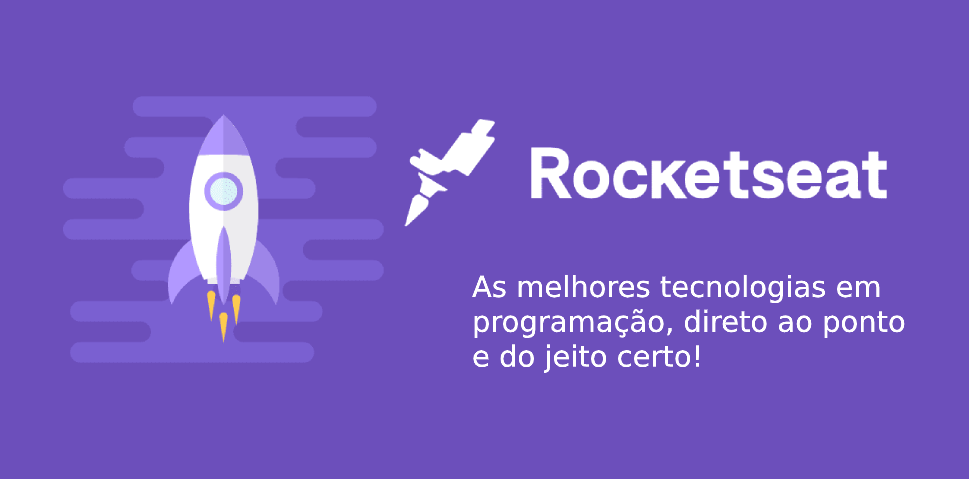 Rocketseat
As melhores tecnologias em
programação, direto ao ponto
e do jeito certo!